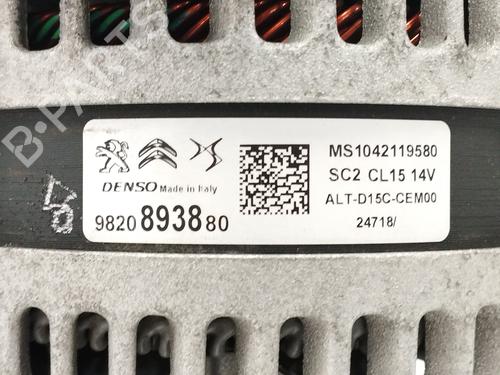 B-PARTS
DENSO Made in Italy
9820893880
MS1042119580
SC2 CL15 14V
ALT-D15C-CEM00
24718/